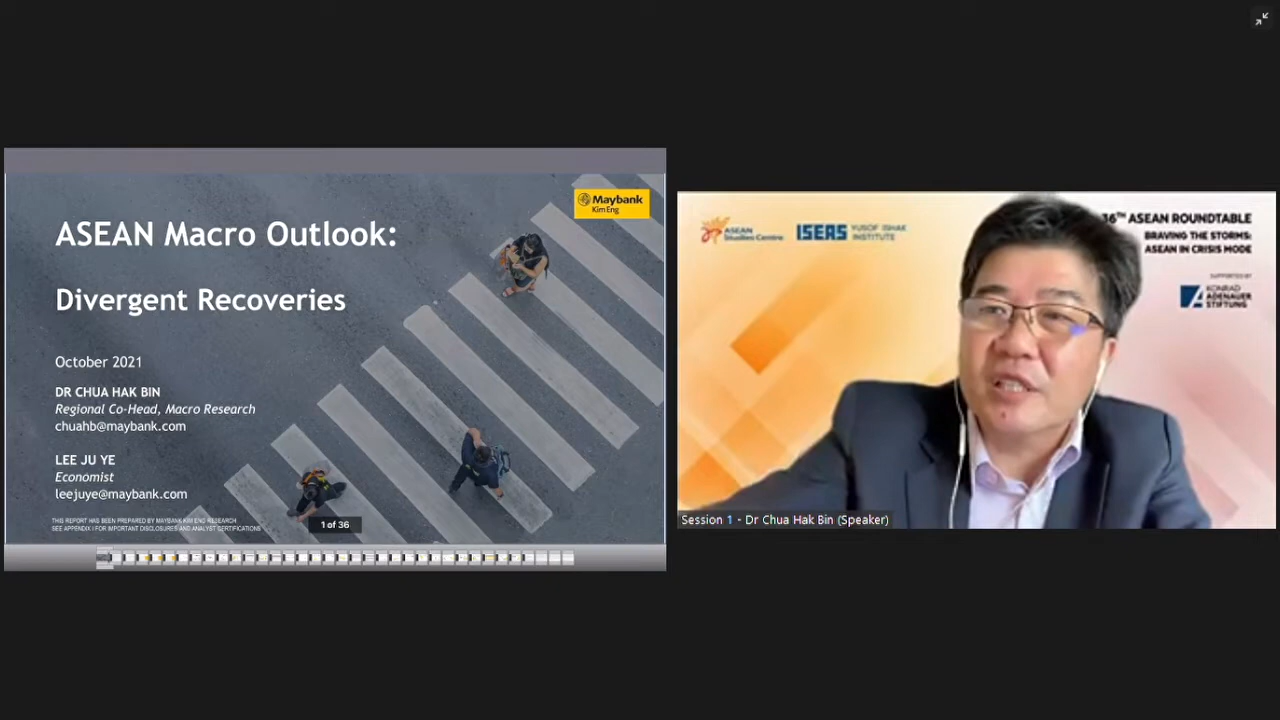 ASEAN Macro Outlook:
Divergent Recoveries
October 2021
DR CHUA HAK BIN
Regional Co-Head, Macro Research
chuahb@maybank.com
LEE JU YE
Economist
leejuye@maybank.com
THIS REPORT HAS BEEN PREPARED BY MAYBANK KIM ENG RESEARCH
SEE APPENDIX I FOR IMPORTANT DISCLOSURES AND ANALYST CERTIFICATIONS
1 of 36
Maybank
Kim Eng
ASEAN
Studies Centre
ISEAS
YUSOF ISHAK
INSTITUTE
36TH ASEAN ROUNDTABLE
BRAVING THE STORMS:
ASEAN IN CRISIS MODE
SUPPORTED BY
KONRAD
ADENAUER
STIFTUNG
Session 1 - Dr Chua Hak Bin (Speaker)